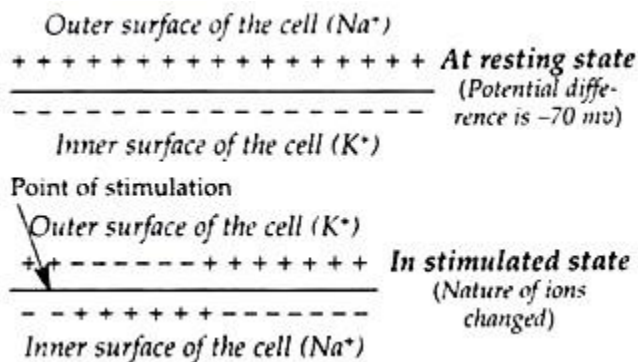 Outer surface of the cell (Na⁺)
+ + + + + + + + + + + + + + + + + At resting state
(Potential diffe-
– – – – – – – – – – – – – – – – – – rence is –70 mv)
Inner surface of the cell (K⁺)
Point of stimulation
Outer surface of the cell (K⁺)
+ + – – – – – – – + + + + + + + In stimulated state
(Nature of ions
– – + + + + + + – – – – – – – changed)
Inner surface of the cell (Na⁺)